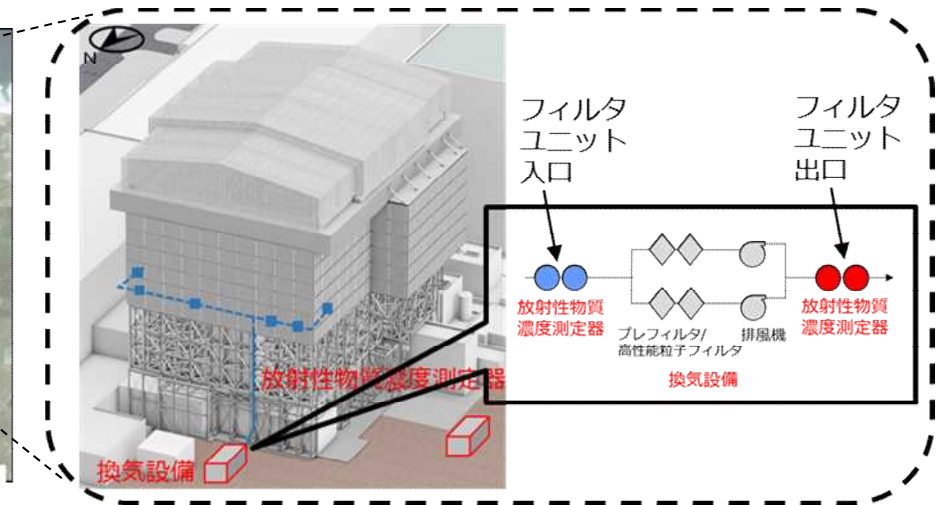 N
フィルタ
ユニット
入口
フィルタ
ユニット
出口
放射性物質
濃度測定器
プレフィルタ/
高性能粒子フィルタ
排風機
放射性物質
濃度測定器
換気設備
放射性物質濃度測定器
換気設備